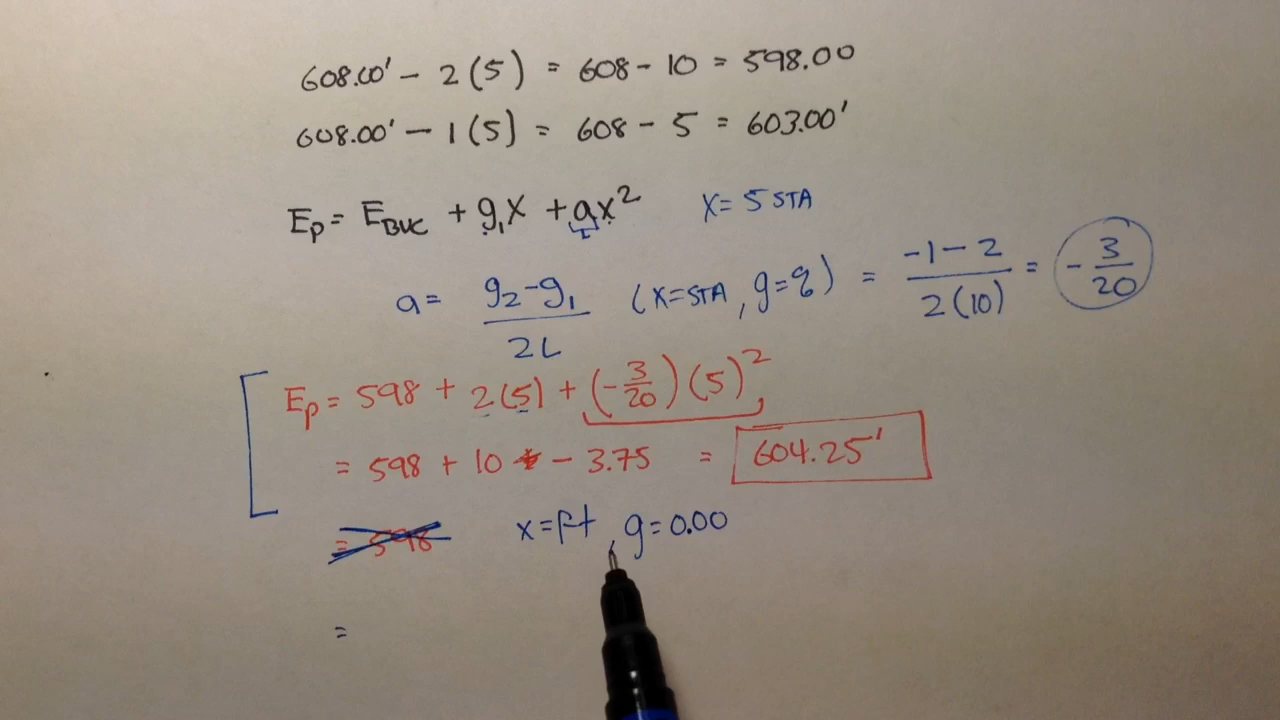 608.00' - 2(5) = 608 - 10 = 598.00
608.00' - 1(5) = 608 - 5 = 603.00'
Ep = EBVC + g1x + ax² x = 5 STA
a = (g2 - g1)/2L (x = STA, g = %) = (-1 - 2)/2(10) = -3/20
Ep = 598 + 2(5) + (-3/20)(5)²
= 598 + 10 - 3.75 = 604.25'
= 598 x = ft, g = 0.00
=